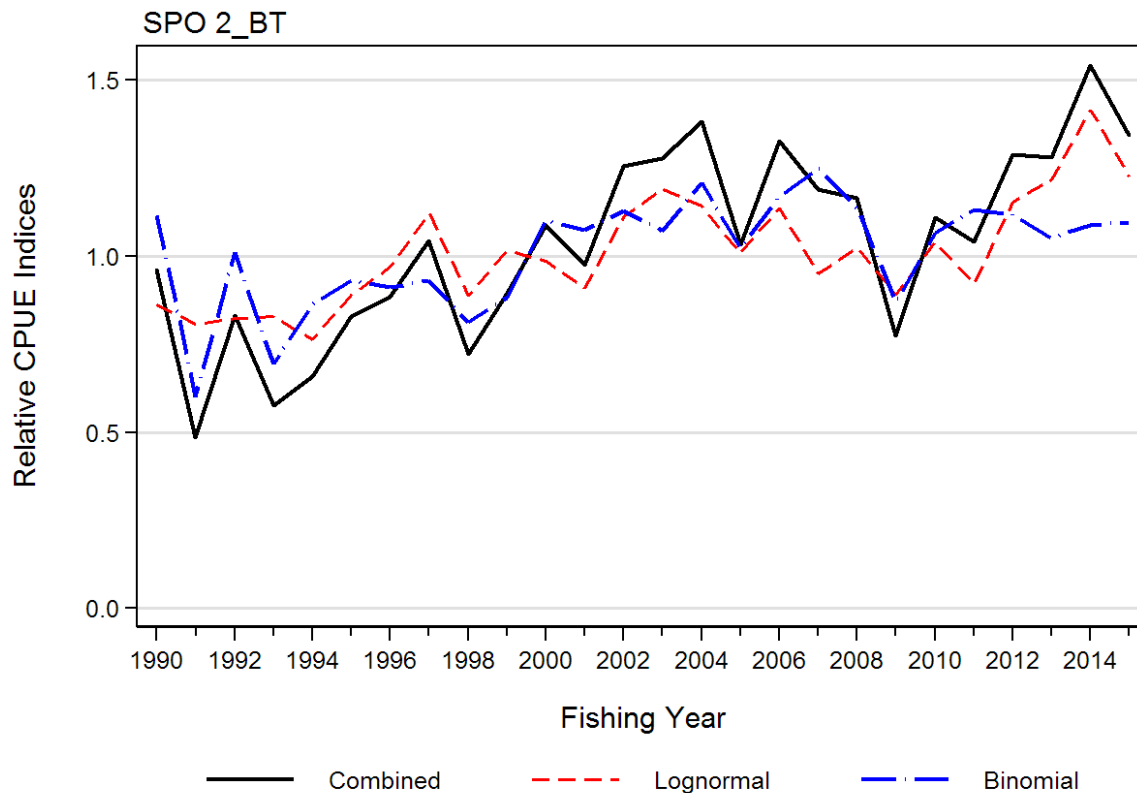 SPO 2_BT
1.5
1.0
0.5
0.0
Relative CPUE Indices
1990 1992 1994 1996 1998 2000 2002 2004 2006 2008 2010 2012 2014
Fishing Year
Combined Lognormal Binomial